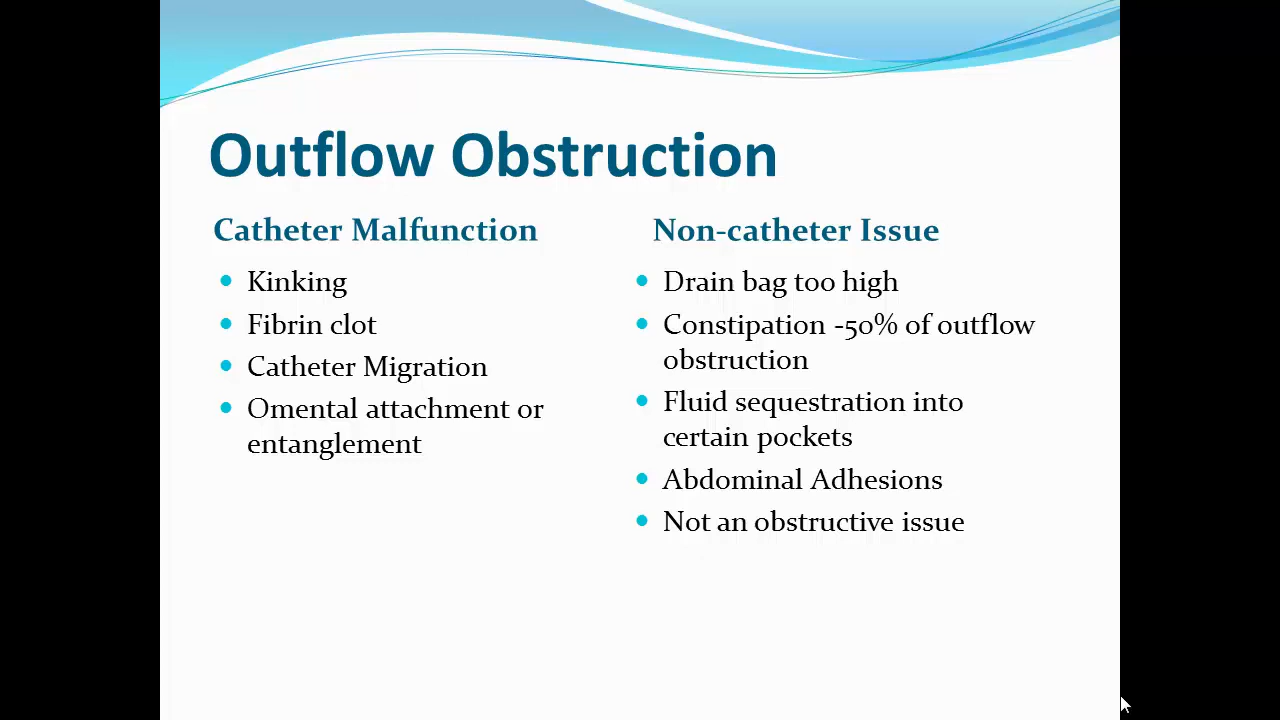 Outflow Obstruction
Catheter Malfunction
Kinking
Fibrin clot
Catheter Migration
Omental attachment or
entanglement
Non-catheter Issue
Drain bag too high
Constipation -50% of outflow
obstruction
Fluid sequestration into
certain pockets
Abdominal Adhesions
Not an obstructive issue